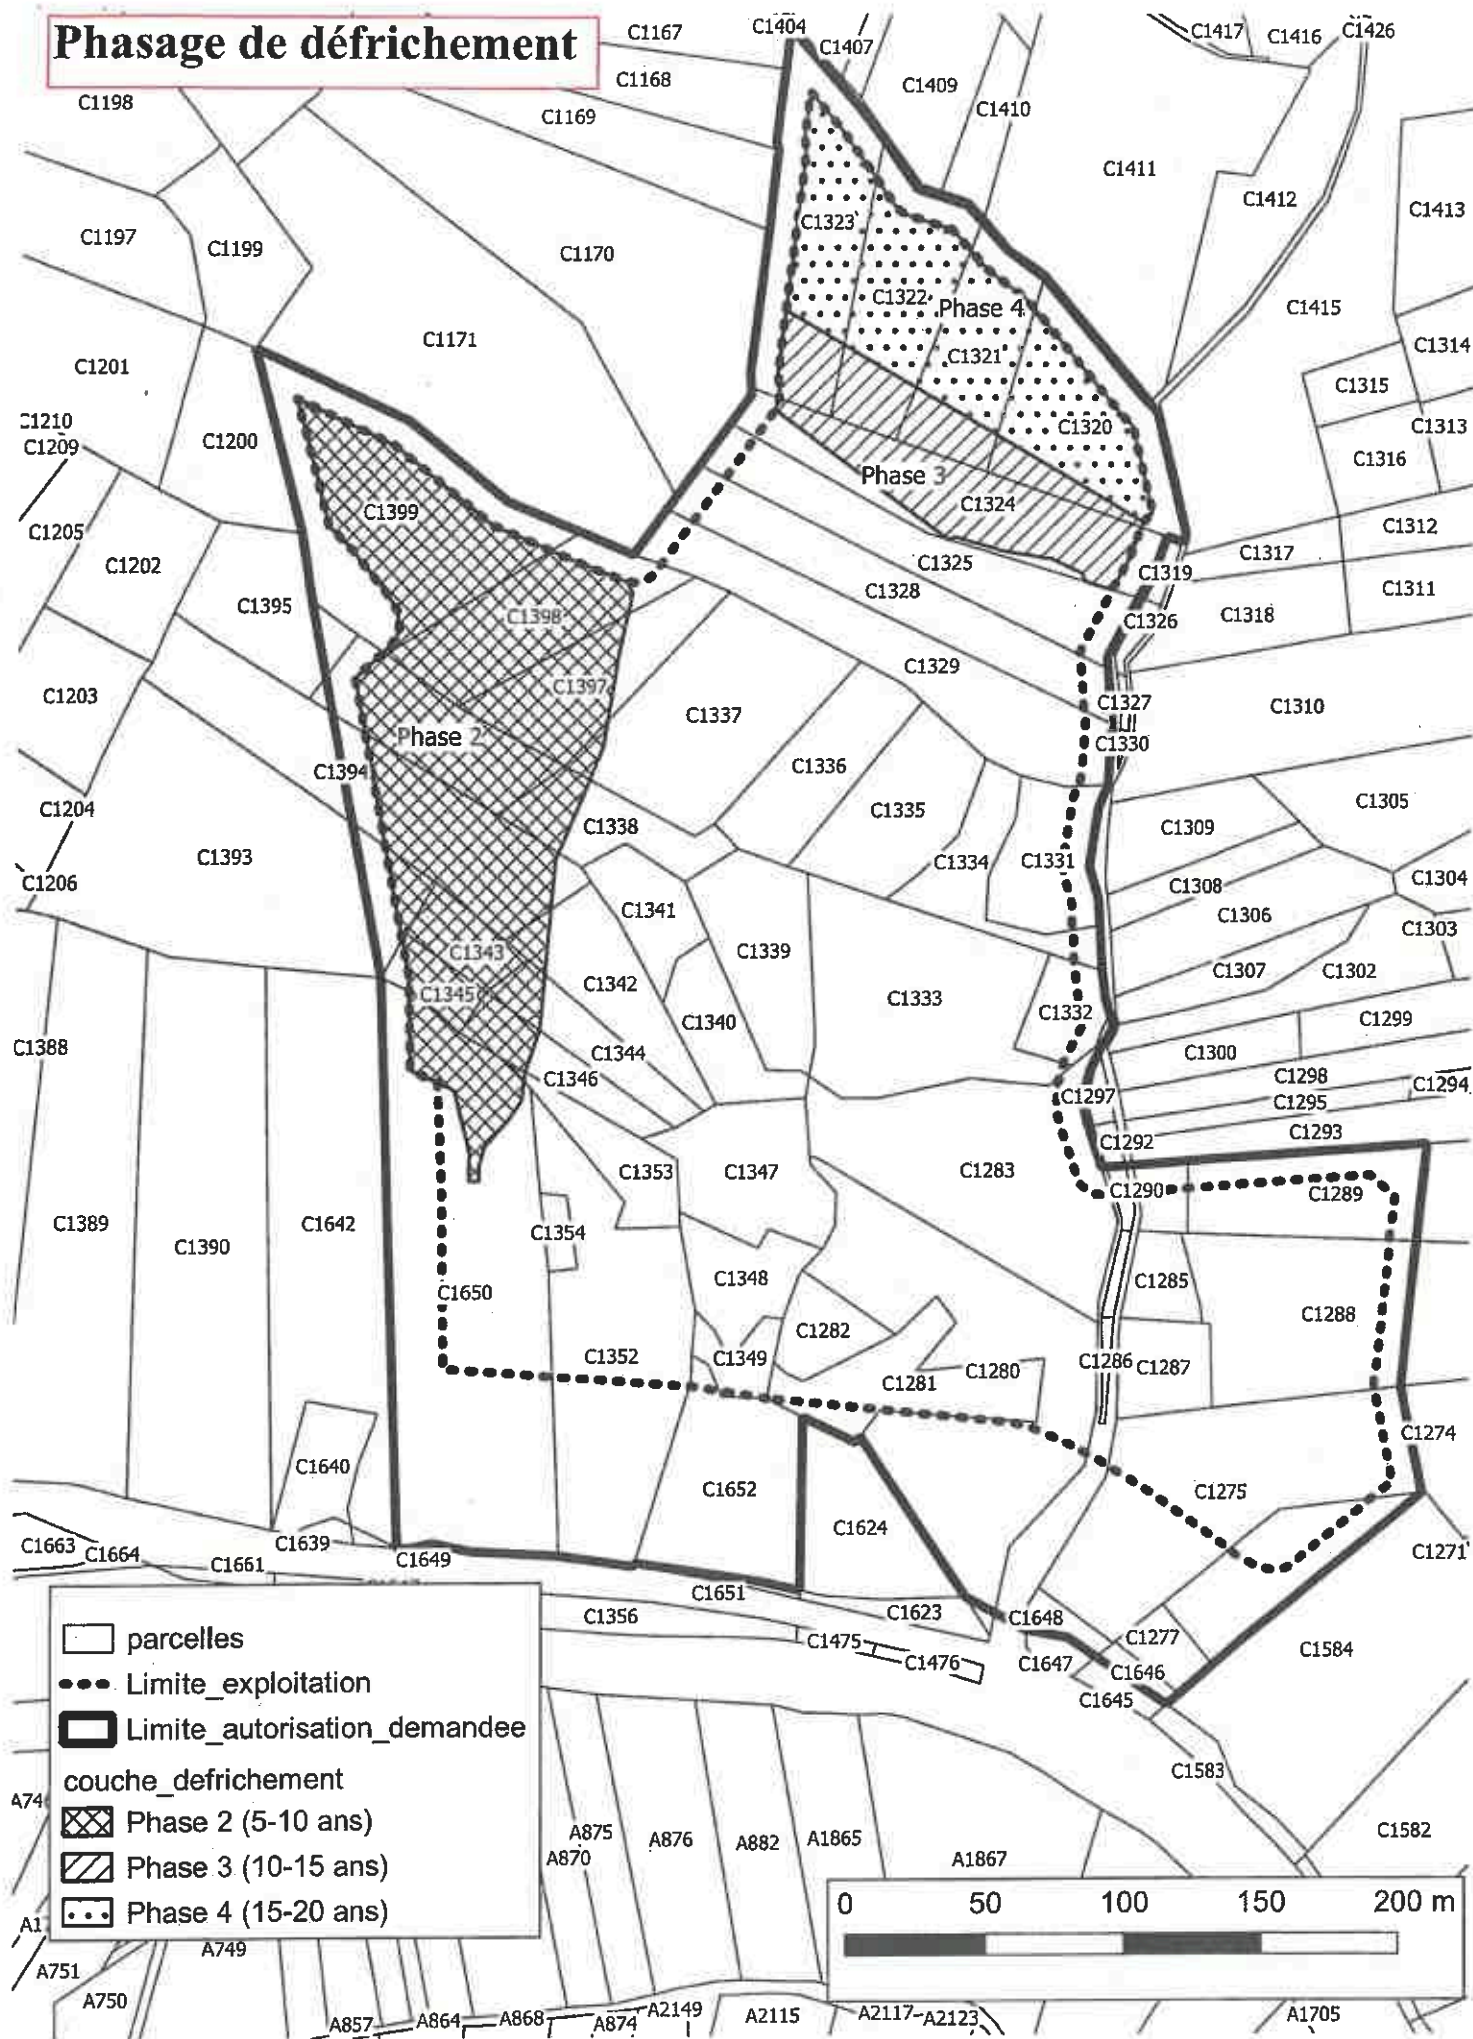 Phasage de défrichement
C1167
C1404
C1407
C1417
C1416
C1426
C1168
C1409
C1198
C1169
C1410
C1411
C1412
C1413
C1323
C1197
C1199
C1170
C1322
Phase 4
C1415
C1171
C1321
C1314
C1201
C1315
C1210
C1200
C1320
C1313
C1209
C1316
Phase 3
C1399
C1324
C1205
C1312
C1317
C1202
C1325
C1319
C1328
C1311
C1395
C1398
C1326
C1318
C1329
C1203
C1397
C1327
C1337
C1310
Phase 2
C1330
C1394
C1336
C1204
C1305
C1335
C1338
C1309
C1393
C1334
C1331
C1206
C1308
C1304
C1341
C1306
C1303
C1343
C1339
C1307
C1302
C1342
C1345
C1333
C1332
C1299
C1340
C1388
C1344
C1300
C1346
C1298
C1294
C1297
C1295
C1293
C1292
C1353
C1347
C1283
C1290
C1289
C1389
C1642
C1354
C1390
C1348
C1285
C1650
C1288
C1282
C1352
C1349
C1286
C1287
C1280
C1281
C1274
C1640
C1652
C1275
C1624
C1663
C1664
C1639
C1649
C1661
C1271
C1651
C1356
C1623
C1648
C1475
C1277
C1584
C1476
C1647
C1646
C1645
parcelles
Limite_exploitation
Limite_autorisation_demandee
couche_defrichement
Phase 2 (5-10 ans)
Phase 3 (10-15 ans)
Phase 4 (15-20 ans)
C1583
C1582
A875
A876
A882
A1865
A870
A1867
0 50 100 150 200 m
A749
A751
A750
A857
A864
A868
A874
A2149
A2115
A2117
A2123
A1705